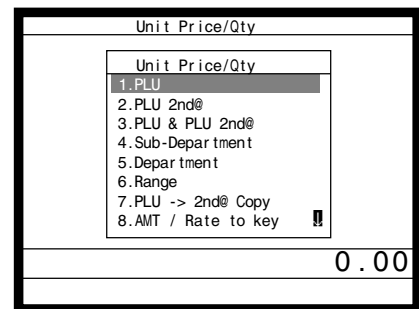 Unit Price/Qty
Unit Price/Qty
1.PLU
2.PLU 2nd@
3.PLU & PLU 2nd@
4.Sub-Department
5.Department
6.Range
7.PLU -> 2nd@ Copy
8.AMT / Rate to key ⇓
0.00